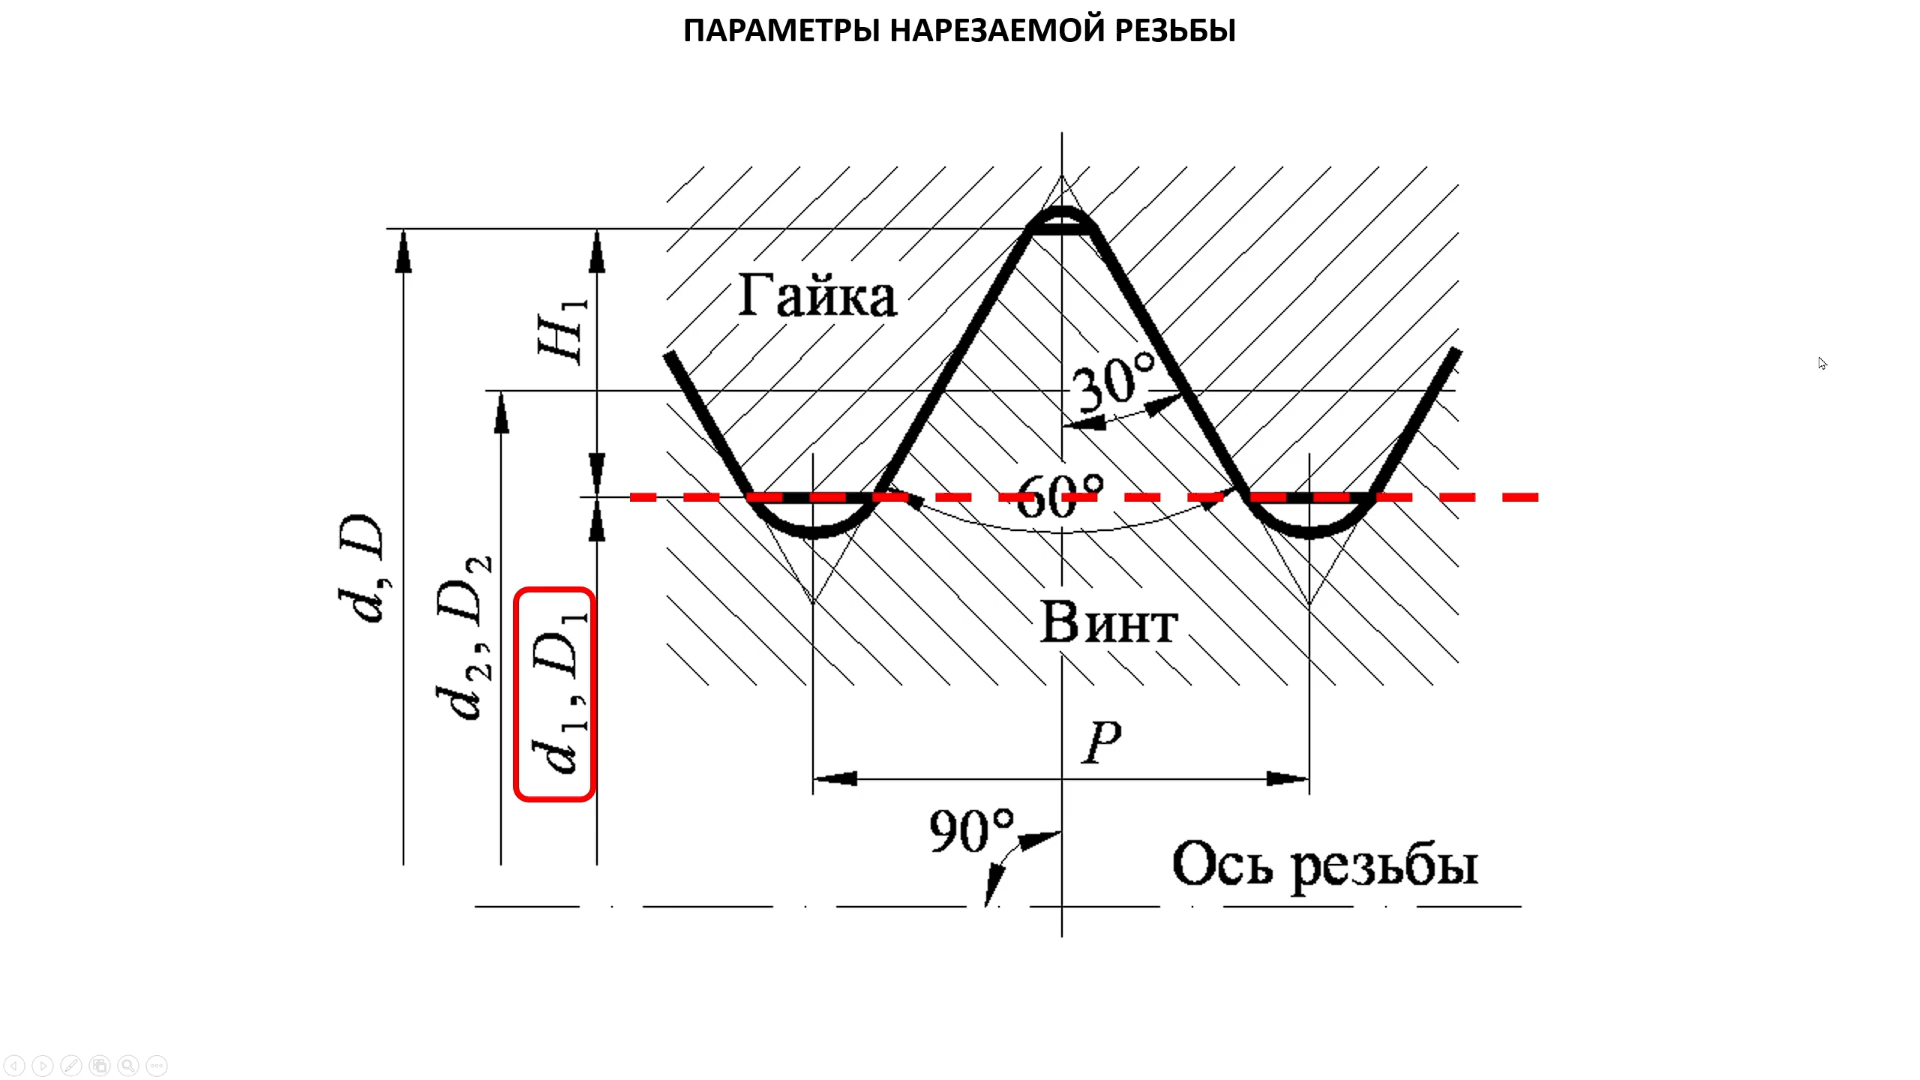 ПАРАМЕТРЫ НАРЕЗАЕМОЙ РЕЗЬБЫ
Гайка
H₁
30°
60°
d, D
d₂, D₂
d₁, D₁
Винт
P
90°
Ось резьбы